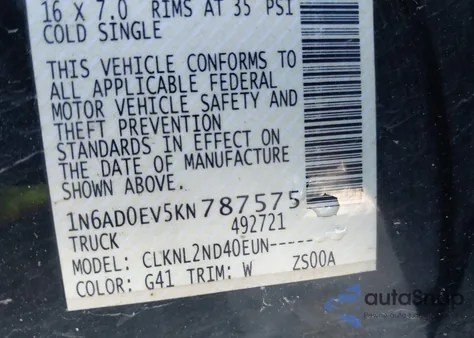 16 X 7.0 RIMS AT 35 PSI
COLD SINGLE
THIS VEHICLE CONFORMS TO
ALL APPLICABLE FEDERAL
MOTOR VEHICLE SAFETY AND
THEFT PREVENTION
STANDARDS IN EFFECT ON
THE DATE OF MANUFACTURE
SHOWN ABOVE.
1N6AD0EV5KN787575
TRUCK 492721
MODEL: CLKNL2ND40EUN-----
COLOR: G41 TRIM: W ZS00A